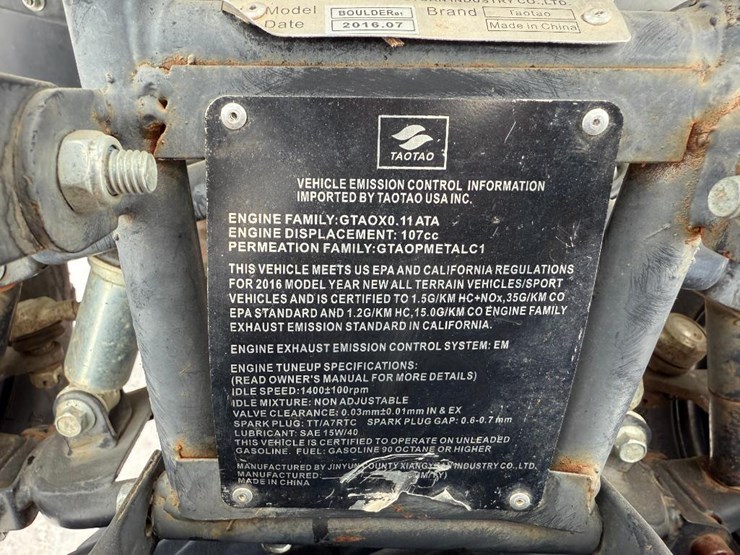 INDUSTRY CO.,LTD.
Model BOULDERB1 Brand Taotao
Date 2016.07 Made in China
TAOTAO
VEHICLE EMISSION CONTROL INFORMATION
IMPORTED BY TAOTAO USA INC.
ENGINE FAMILY:GTAOX0.11ATA
ENGINE DISPLACEMENT: 107cc
PERMEATION FAMILY:GTAOPMETALC1
THIS VEHICLE MEETS US EPA AND CALIFORNIA REGULATIONS
FOR 2016 MODEL YEAR NEW ALL TERRAIN VEHICLES/SPORT
VEHICLES AND IS CERTIFIED TO 1.5G/KM HC+NOx,35G/KM CO
EPA STANDARD AND 1.2G/KM HC,15.0G/KM CO ENGINE FAMILY
EXHAUST EMISSION STANDARD IN CALIFORNIA.
ENGINE EXHAUST EMISSION CONTROL SYSTEM: EM
ENGINE TUNEUP SPECIFICATIONS:
(READ OWNER'S MANUAL FOR MORE DETAILS)
IDLE SPEED:1400±100rpm
IDLE MIXTURE: NON ADJUSTABLE
VALVE CLEARANCE: 0.03mm±0.01mm IN & EX
SPARK PLUG: TT/A7RTC SPARK PLUG GAP: 0.6-0.7mm
LUBRICANT: SAE 15W/40
THIS VEHICLE IS CERTIFIED TO OPERATE ON UNLEADED
GASOLINE. FUEL: GASOLINE 90 OCTANE OR HIGHER
MANUFACTURED BY JINYUN COUNTY INDUSTRY CO.,LTD.
MANUFACTURED:
MADE IN CHINA